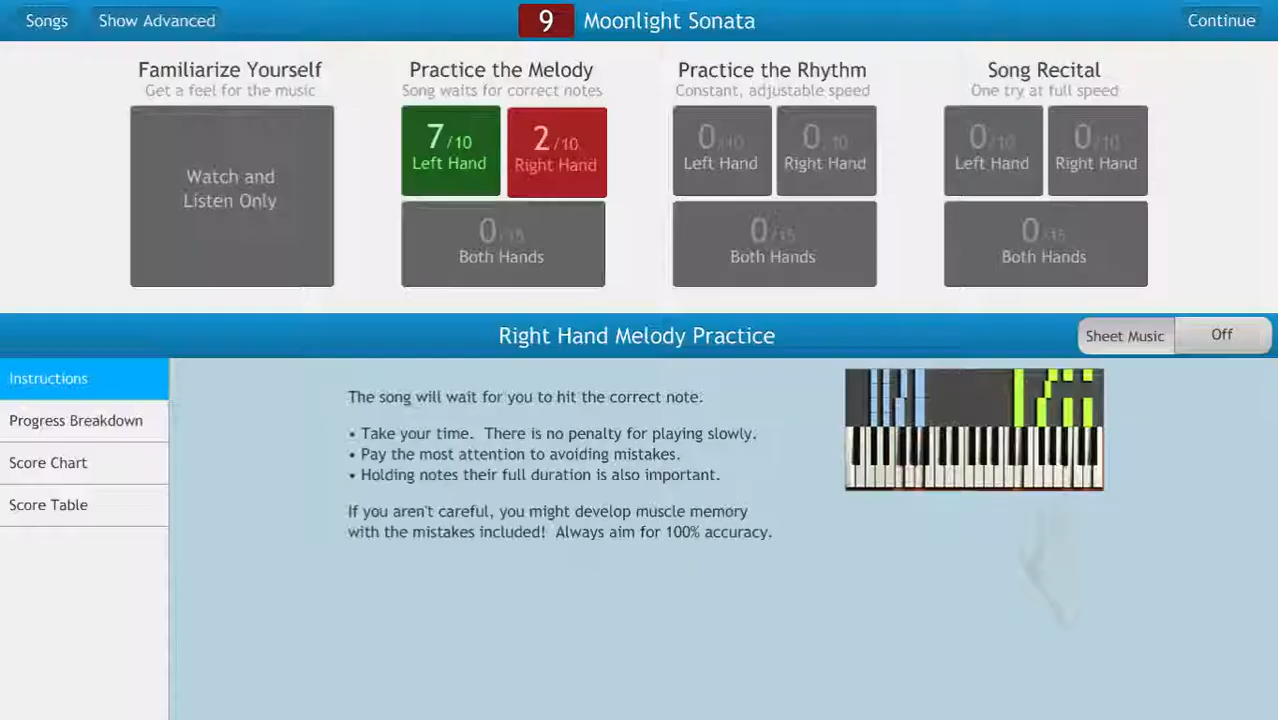 Songs
Show Advanced
9 Moonlight Sonata
Continue
Familiarize Yourself
Get a feel for the music
Watch and
Listen Only
Practice the Melody
Song waits for correct notes
7/10
Left Hand
2/10
Right Hand
0/15
Both Hands
Practice the Rhythm
Constant, adjustable speed
0/10
Left Hand
0/10
Right Hand
0/15
Both Hands
Song Recital
One try at full speed
0/10
Left Hand
0/10
Right Hand
0/15
Both Hands
Right Hand Melody Practice
Sheet Music
Off
Instructions
Progress Breakdown
Score Chart
Score Table
The song will wait for you to hit the correct note.
• Take your time. There is no penalty for playing slowly.
• Pay the most attention to avoiding mistakes.
• Holding notes their full duration is also important.
If you aren't careful, you might develop muscle memory
with the mistakes included! Always aim for 100% accuracy.